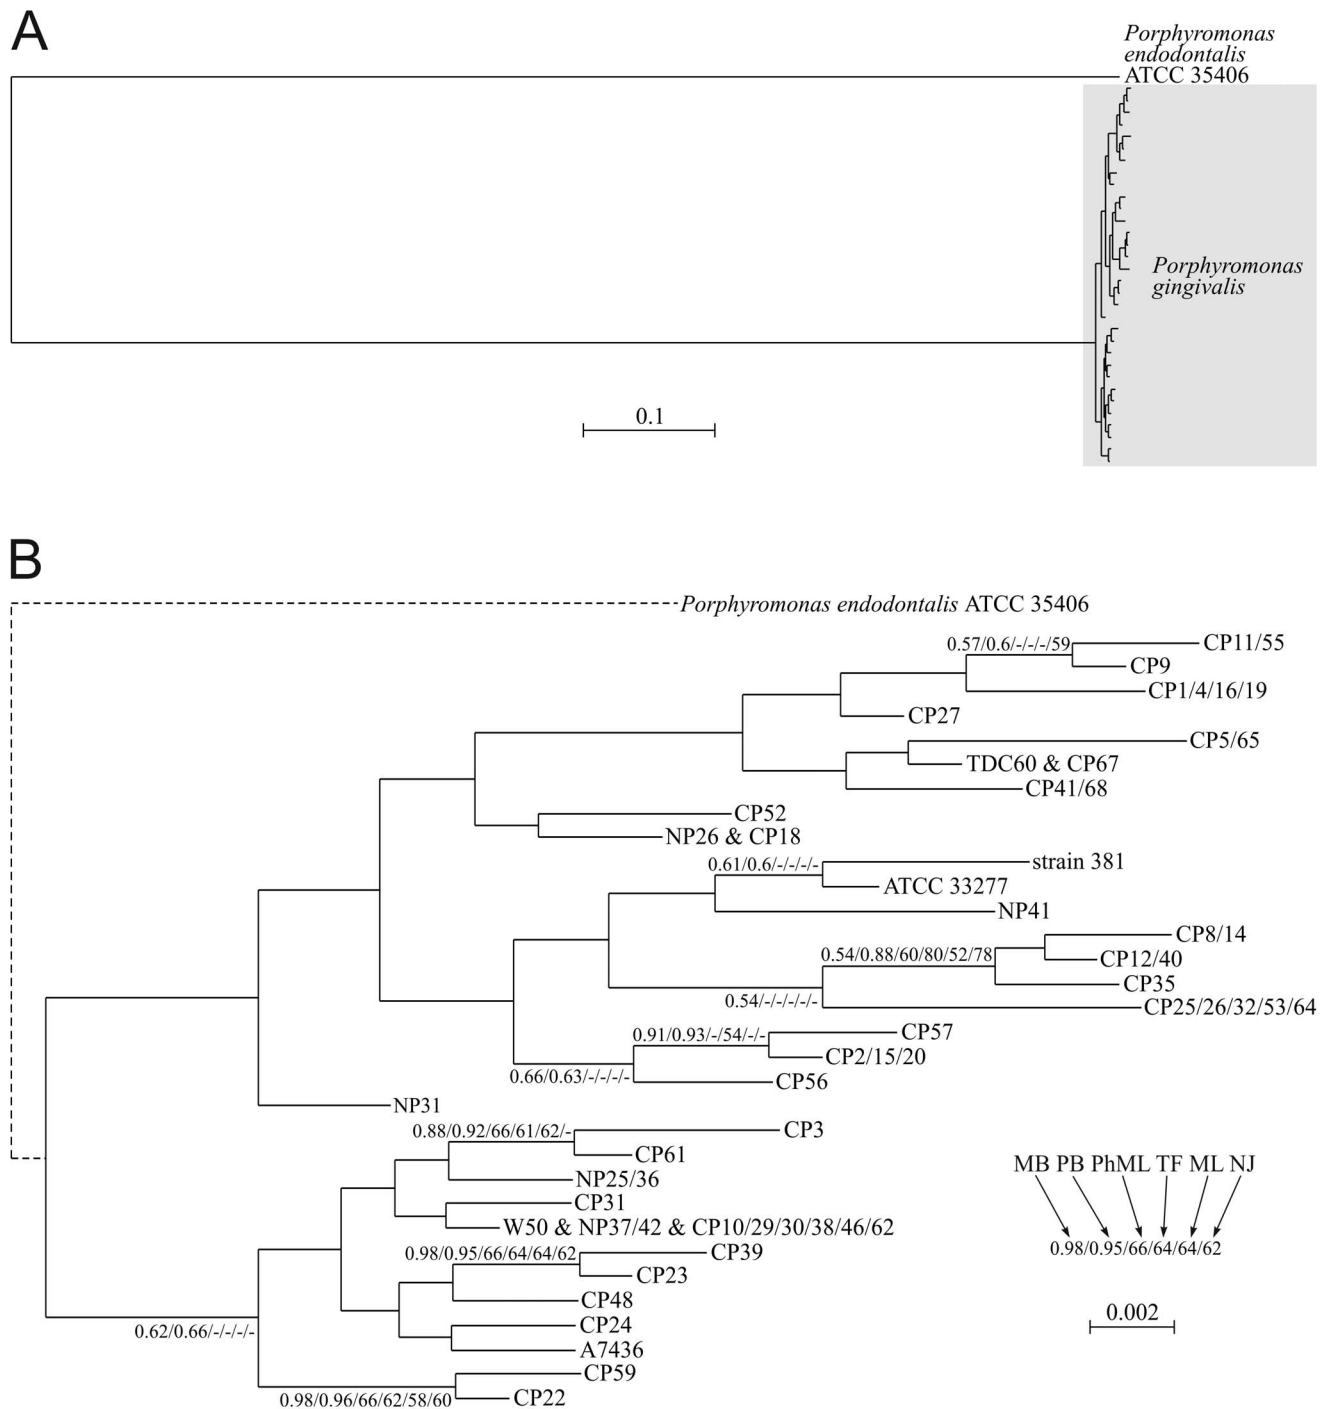 A
Porphyromonas
endodontalis
ATCC 35406
Porphyromonas
gingivalis
0.1
B
Porphyromonas endodontalis ATCC 35406
0.57/0.6/-/-/-/59
CP11/55
CP9
CP1/4/16/19
CP27
CP5/65
TDC60 & CP67
CP41/68
CP52
NP26 & CP18
0.61/0.6/-/-/-/-
strain 381
ATCC 33277
NP41
CP8/14
0.54/0.88/60/80/52/78
CP12/40
CP35
0.54/-/-/-/-/-
CP25/26/32/53/64
0.91/0.93/-/54/-/-
CP57
CP2/15/20
0.66/0.63/-/-/-/-
CP56
NP31
0.88/0.92/66/61/62/-
CP3
CP61
NP25/36
CP31
W50 & NP37/42 & CP10/29/30/38/46/62
0.98/0.95/66/64/64/62
CP39
CP23
CP48
CP24
A7436
0.62/0.66/-/-/-/-
CP59
0.98/0.96/66/62/58/60
CP22
MB PB PhML TF ML NJ
0.98/0.95/66/64/64/62
0.002